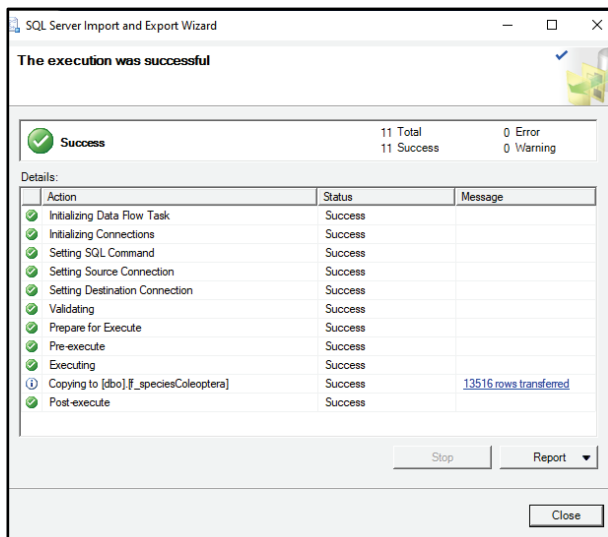 SQL Server Import and Export Wizard
The execution was successful
Success
11 Total 0 Error
11 Success 0 Warning
Details:
Action Status Message
Initializing Data Flow Task Success
Initializing Connections Success
Setting SQL Command Success
Setting Source Connection Success
Setting Destination Connection Success
Validating Success
Prepare for Execute Success
Pre-execute Success
Executing Success
Copying to [dbo].[f_speciesColeoptera] Success 13516 rows transferred
Post-execute Success
Stop Report
Close